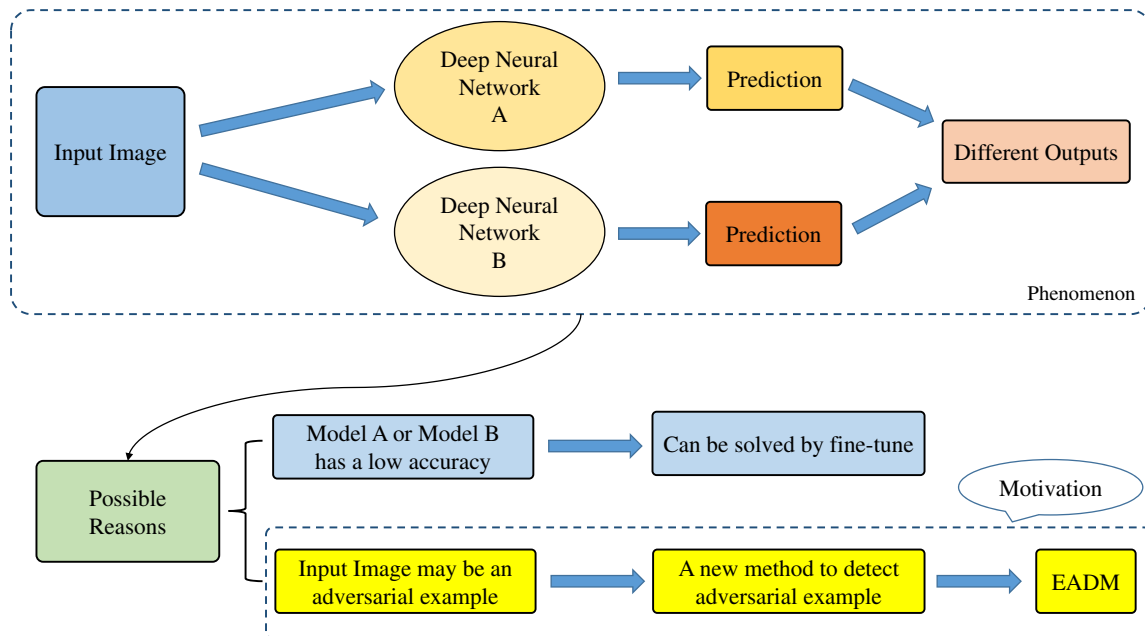 Input Image
Deep Neural
Network
A
Prediction
Deep Neural
Network
B
Prediction
Different Outputs
Phenomenon
Possible
Reasons
Model A or Model B
has a low accuracy
Can be solved by fine-tune
Motivation
Input Image may be an
adversarial example
A new method to detect
adversarial example
EADM